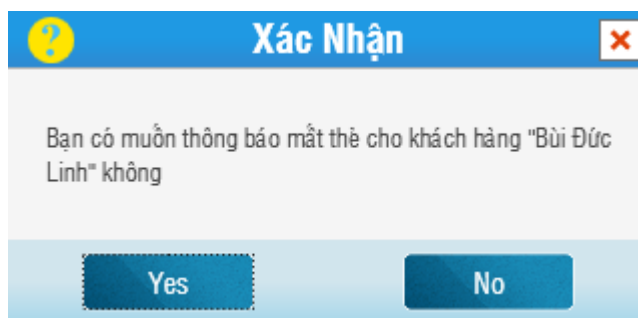 ?
Xác Nhận
Bạn có muốn thông báo mất thẻ cho khách hàng "Bùi Đức
Linh" không
Yes
No